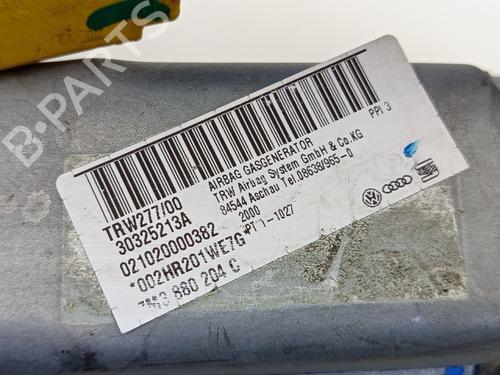 B-PARTS
AIRBAG GASGENERATOR
TRW Airbag System GmbH & Co.KG
84544 Aschau Tel.08638/965-0
2000
PT 1-1027
PPI 3
TRW277/00
30325213A
021020000382
*002HR201WE7G*
7M3 880 204 C